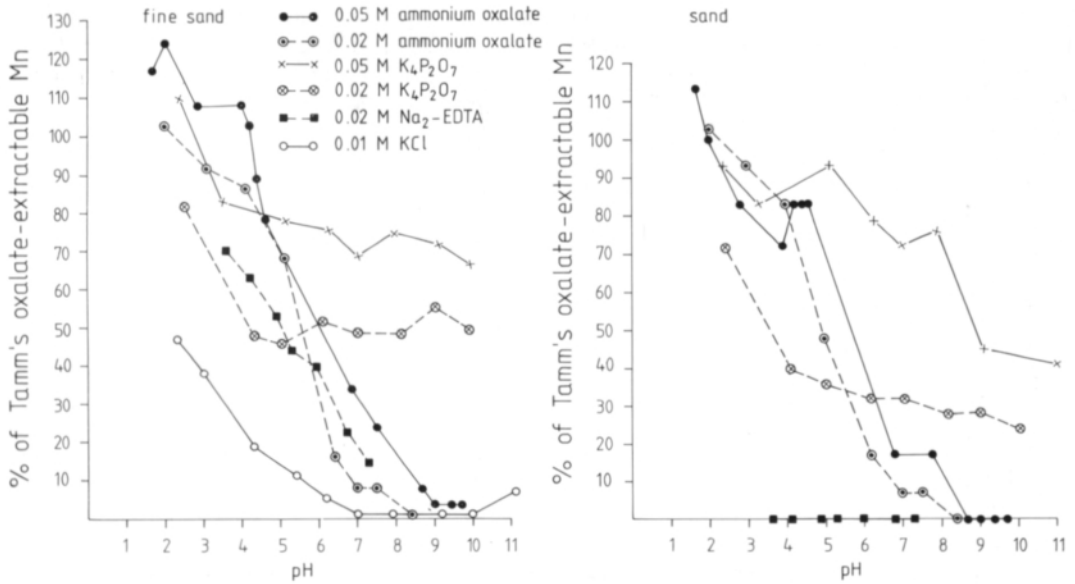 fine sand
0.05 M ammonium oxalate
0.02 M ammonium oxalate
0.05 M K₄P₂O₇
0.02 M K₄P₂O₇
0.02 M Na₂-EDTA
0.01 M KCl
% of Tamm's oxalate-extractable Mn
130
120
110
100
90
80
70
60
50
40
30
20
10
1 2 3 4 5 6 7 8 9 10 11
pH
sand
% of Tamm's oxalate-extractable Mn
120
110
100
90
80
70
60
50
40
30
20
10
1 2 3 4 5 6 7 8 9 10 11
pH